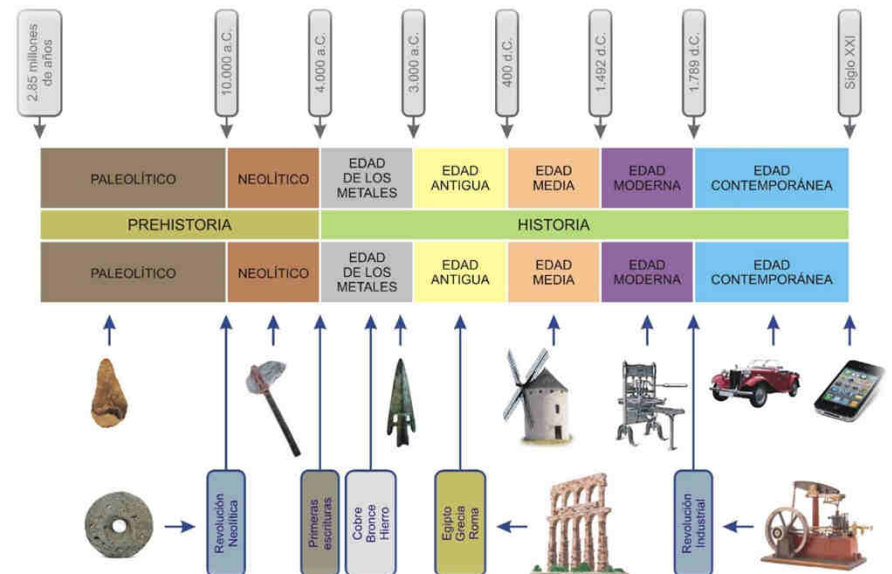 2.85 millones
de años
10.000 a.C.
4.000 a.C.
3.000 a.C.
400 d.C.
1.492 d.C.
1.789 d.C.
Siglo XXI
PALEOLÍTICO
NEOLÍTICO
EDAD
DE LOS
METALES
EDAD
ANTIGUA
EDAD
MEDIA
EDAD
MODERNA
EDAD
CONTEMPORÁNEA
PREHISTORIA
HISTORIA
PALEOLÍTICO
NEOLÍTICO
EDAD
DE LOS
METALES
EDAD
ANTIGUA
EDAD
MEDIA
EDAD
MODERNA
EDAD
CONTEMPORÁNEA
Revolución
Neolítica
Primeras
escrituras
Cobre
Bronce
Hierro
Egipto
Grecia
Roma
Revolución
Industrial